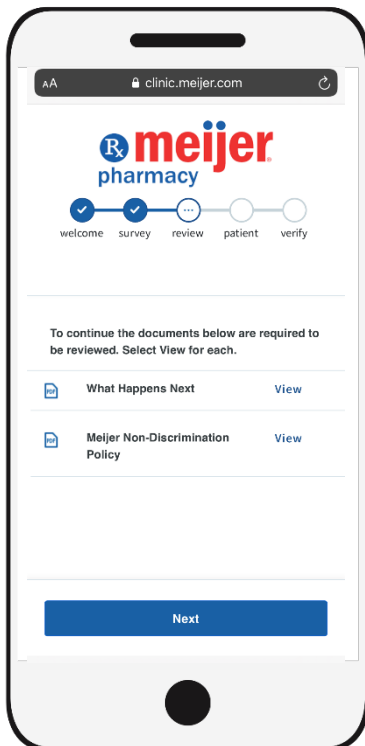 AA clinic.meijer.com
Rx meijer
pharmacy
welcome survey review patient verify
To continue the documents below are required to
be reviewed. Select View for each.
PDF What Happens Next View
PDF Meijer Non-Discrimination View
Policy
Next